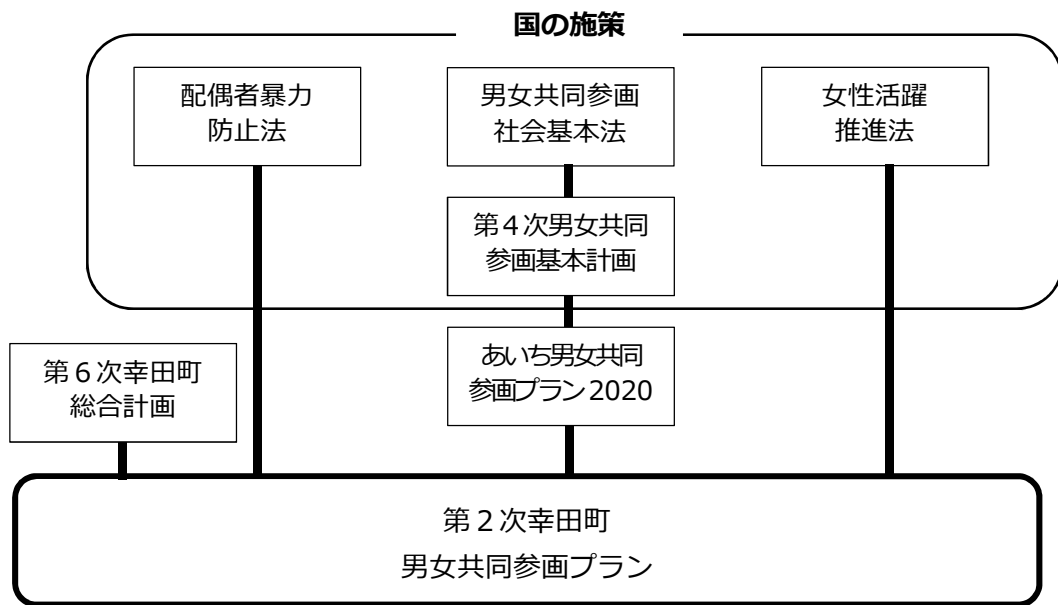 国の施策
配偶者暴力
防止法
男女共同参画
社会基本法
女性活躍
推進法
第4次男女共同
参画基本計画
あいち男女共同
参画プラン2020
第6次幸田町
総合計画
第2次幸田町
男女共同参画プラン